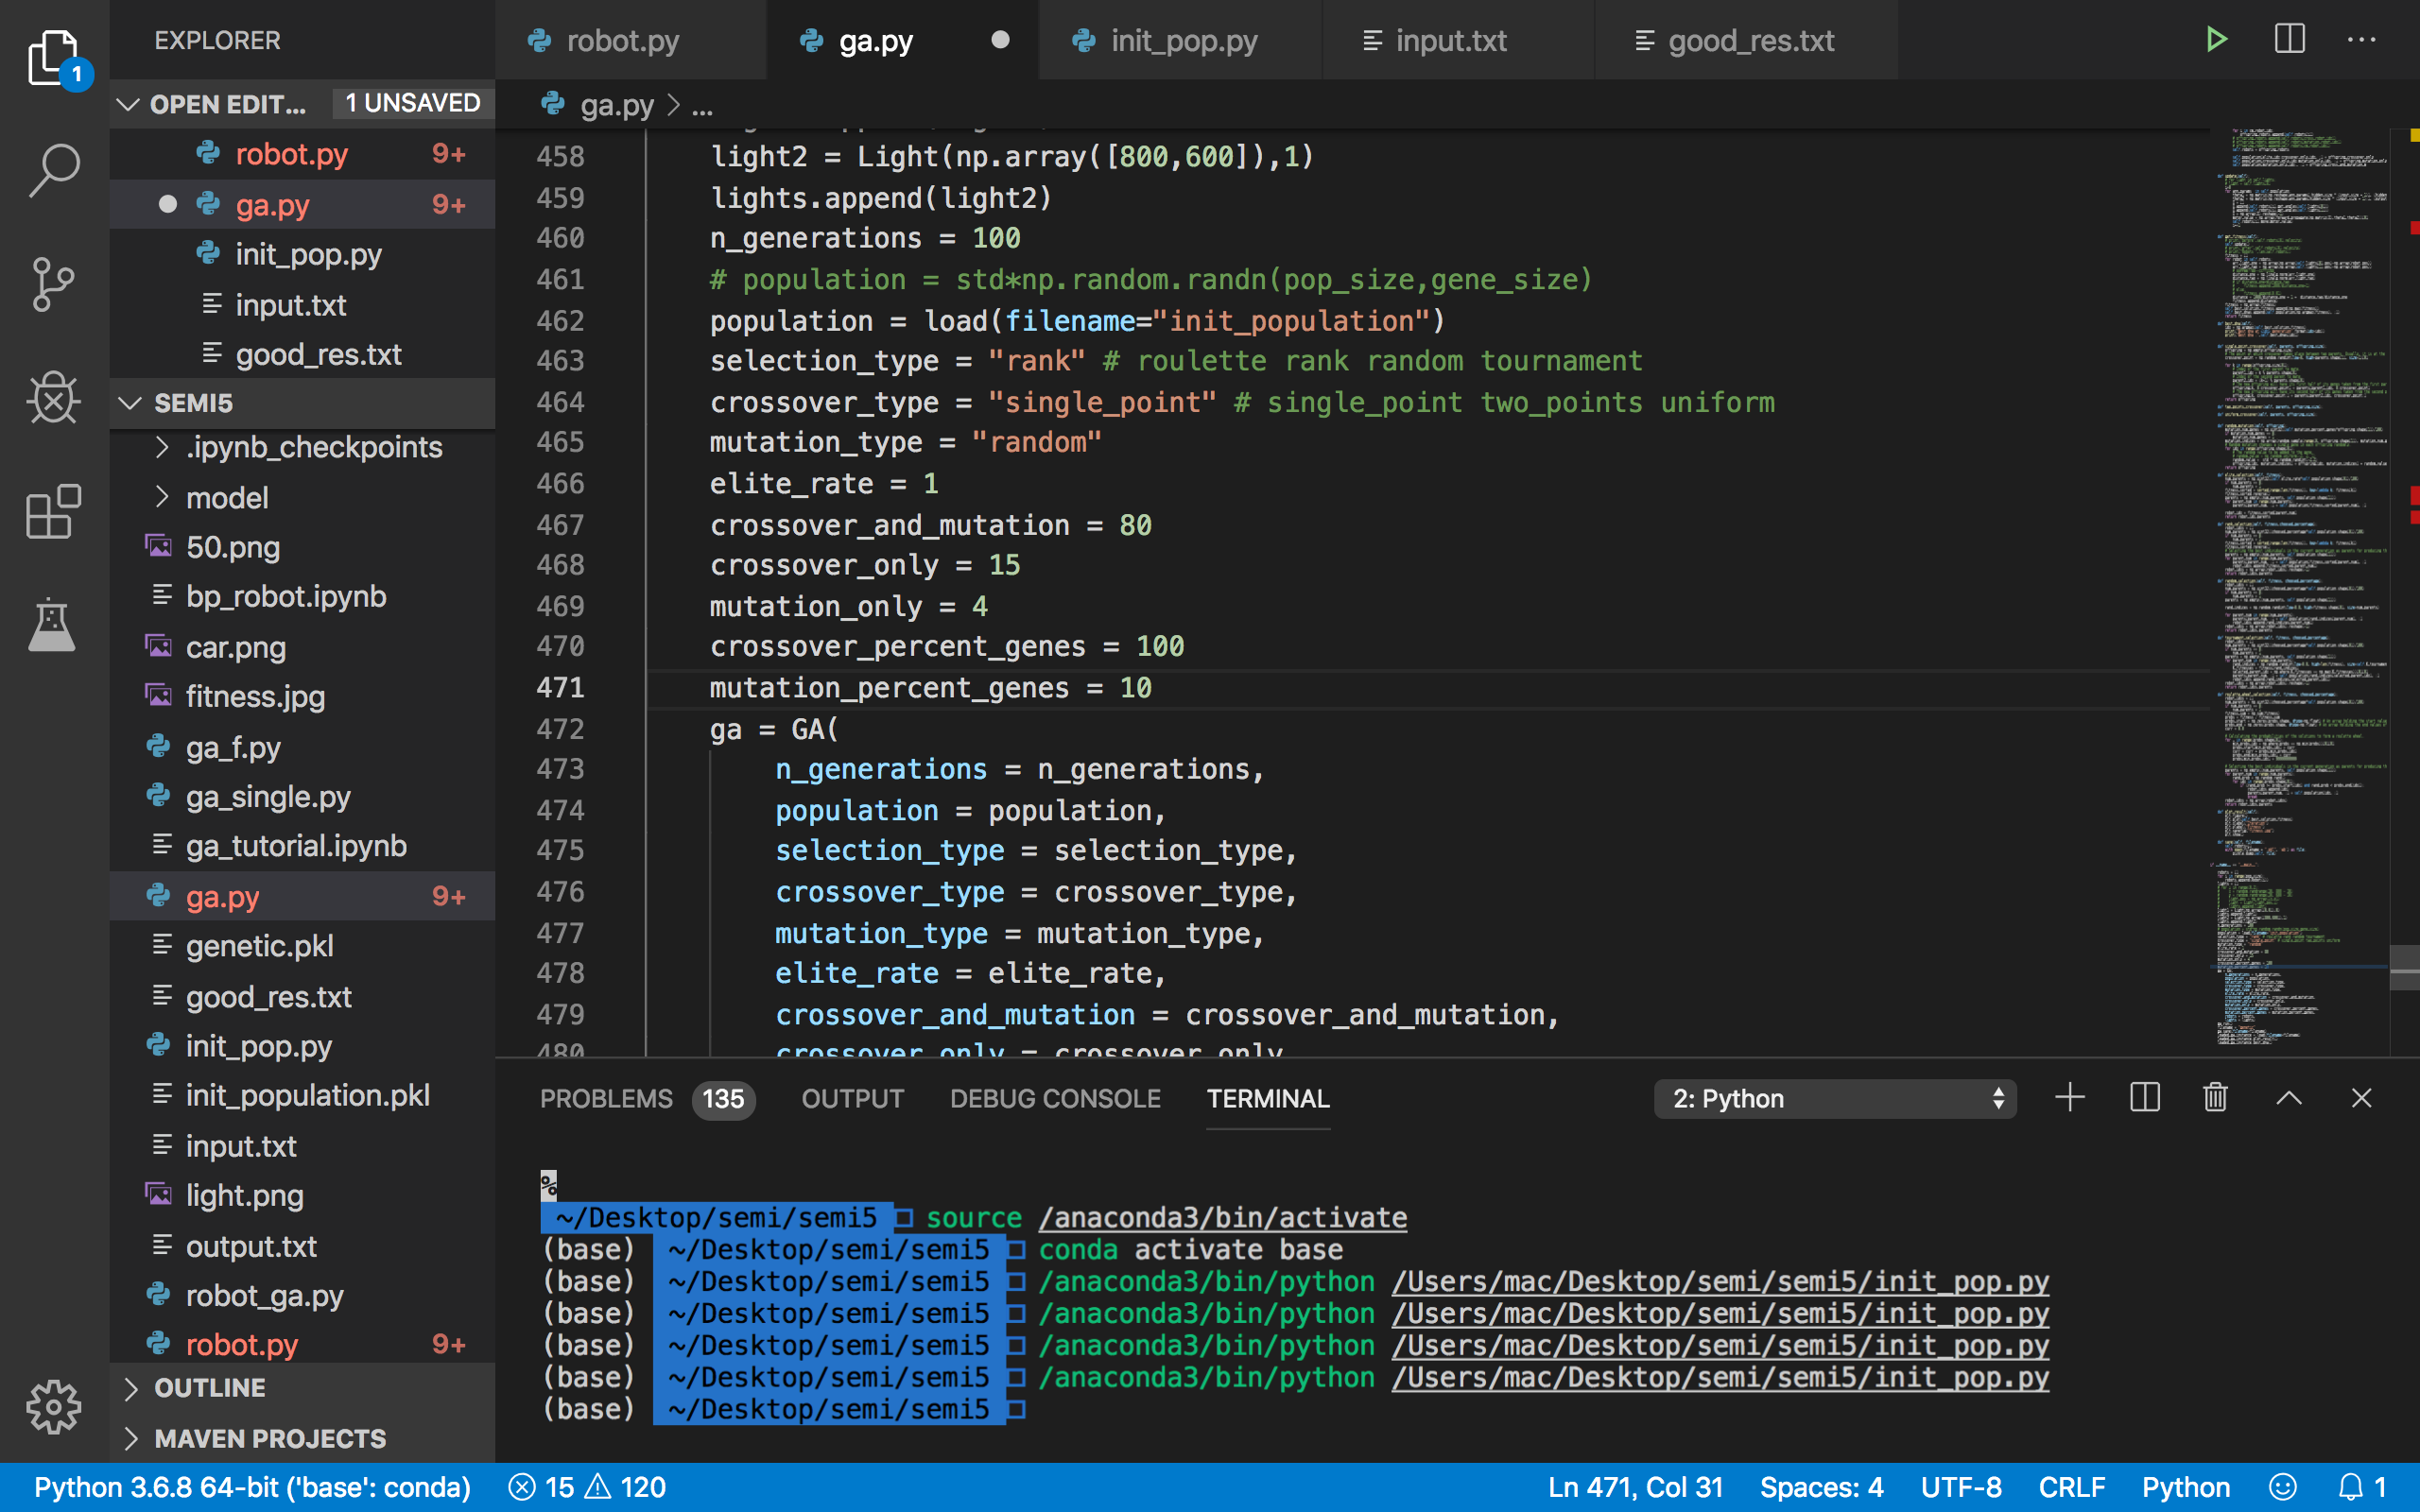 EXPLORER
1
OPEN EDIT... 1 UNSAVED
robot.py 9+
ga.py 9+
init_pop.py
input.txt
good_res.txt
SEMI5
.ipynb_checkpoints
model
50.png
bp_robot.ipynb
car.png
fitness.jpg
ga_f.py
ga_single.py
ga_tutorial.ipynb
ga.py 9+
genetic.pkl
good_res.txt
init_pop.py
init_population.pkl
input.txt
light.png
output.txt
robot_ga.py
robot.py 9+
OUTLINE
MAVEN PROJECTS
robot.py ga.py init_pop.py input.txt good_res.txt
ga.py > ...
458 light2 = Light(np.array([800,600]),1)
459 lights.append(light2)
460 n_generations = 100
461 # population = std*np.random.randn(pop_size,gene_size)
462 population = load(filename="init_population")
463 selection_type = "rank" # roulette rank random tournament
464 crossover_type = "single_point" # single_point two_points uniform
465 mutation_type = "random"
466 elite_rate = 1
467 crossover_and_mutation = 80
468 crossover_only = 15
469 mutation_only = 4
470 crossover_percent_genes = 100
471 mutation_percent_genes = 10
472 ga = GA(
473 n_generations = n_generations,
474 population = population,
475 selection_type = selection_type,
476 crossover_type = crossover_type,
477 mutation_type = mutation_type,
478 elite_rate = elite_rate,
479 crossover_and_mutation = crossover_and_mutation,
480 crossover_only = crossover_only
PROBLEMS 135 OUTPUT DEBUG CONSOLE TERMINAL 2: Python
%
~/Desktop/semi/semi5 source /anaconda3/bin/activate
(base) ~/Desktop/semi/semi5 conda activate base
(base) ~/Desktop/semi/semi5 /anaconda3/bin/python /Users/mac/Desktop/semi/semi5/init_pop.py
(base) ~/Desktop/semi/semi5 /anaconda3/bin/python /Users/mac/Desktop/semi/semi5/init_pop.py
(base) ~/Desktop/semi/semi5 /anaconda3/bin/python /Users/mac/Desktop/semi/semi5/init_pop.py
(base) ~/Desktop/semi/semi5 /anaconda3/bin/python /Users/mac/Desktop/semi/semi5/init_pop.py
(base) ~/Desktop/semi/semi5
Python 3.6.8 64-bit ('base': conda) 15 120 Ln 471, Col 31 Spaces: 4 UTF-8 CRLF Python 1